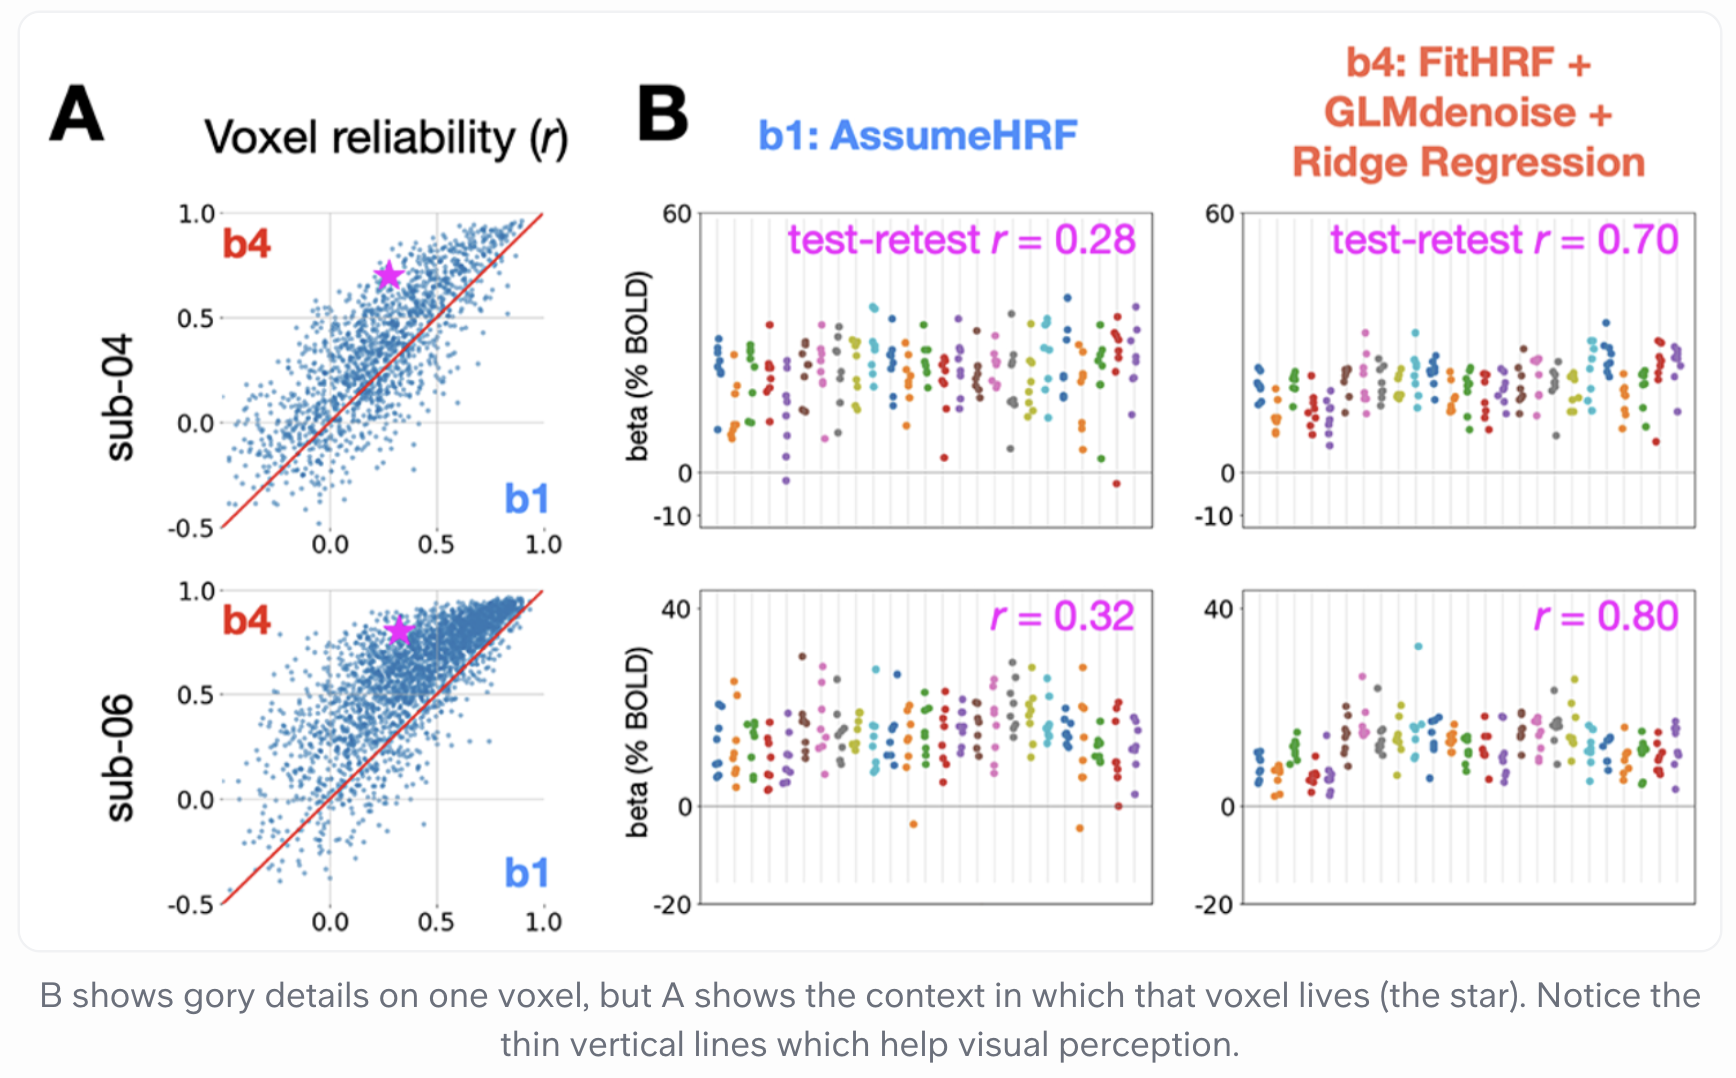 A
Voxel reliability (r)
sub-04
1.0
0.5
0.0
-0.5
b4
b1
0.0 0.5 1.0
sub-06
1.0
0.5
0.0
-0.5
b4
b1
0.0 0.5 1.0
B
b1: AssumeHRF
b4: FitHRF +
GLMdenoise +
Ridge Regression
beta (% BOLD)
60
0
-10
test-retest r = 0.28
60
0
-10
test-retest r = 0.70
beta (% BOLD)
40
0
-20
r = 0.32
40
0
-20
r = 0.80
B shows gory details on one voxel, but A shows the context in which that voxel lives (the star). Notice the
thin vertical lines which help visual perception.